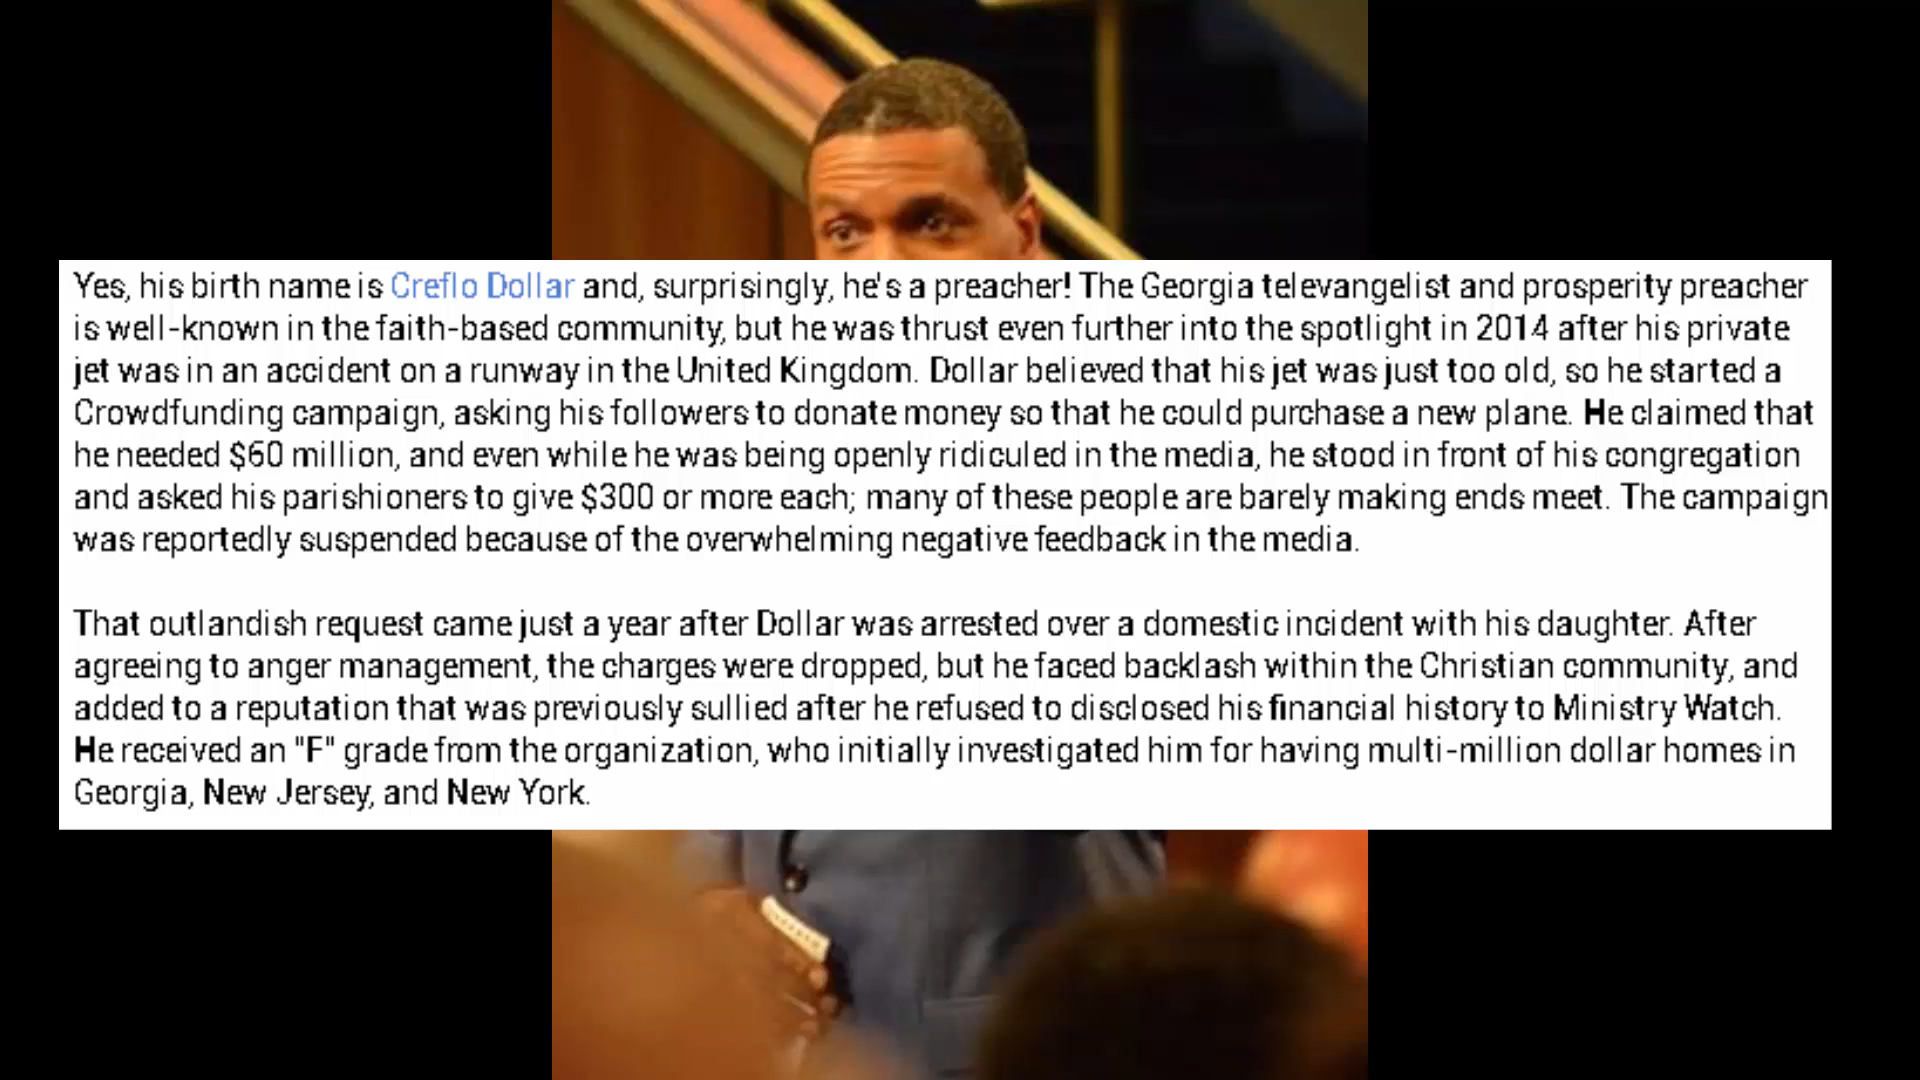 Yes, his birth name is Creflo Dollar and, surprisingly, he's a preacher! The Georgia televangelist and prosperity preacher
is well-known in the faith-based community, but he was thrust even further into the spotlight in 2014 after his private
jet was in an accident on a runway in the United Kingdom. Dollar believed that his jet was just too old, so he started a
Crowdfunding campaign, asking his followers to donate money so that he could purchase a new plane. He claimed that
he needed $60 million, and even while he was being openly ridiculed in the media, he stood in front of his congregation
and asked his parishioners to give $300 or more each; many of these people are barely making ends meet. The campaign
was reportedly suspended because of the overwhelming negative feedback in the media.
That outlandish request came just a year after Dollar was arrested over a domestic incident with his daughter. After
agreeing to anger management, the charges were dropped, but he faced backlash within the Christian community, and
added to a reputation that was previously sullied after he refused to disclosed his financial history to Ministry Watch.
He received an "F" grade from the organization, who initially investigated him for having multi-million dollar homes in
Georgia, New Jersey, and New York.